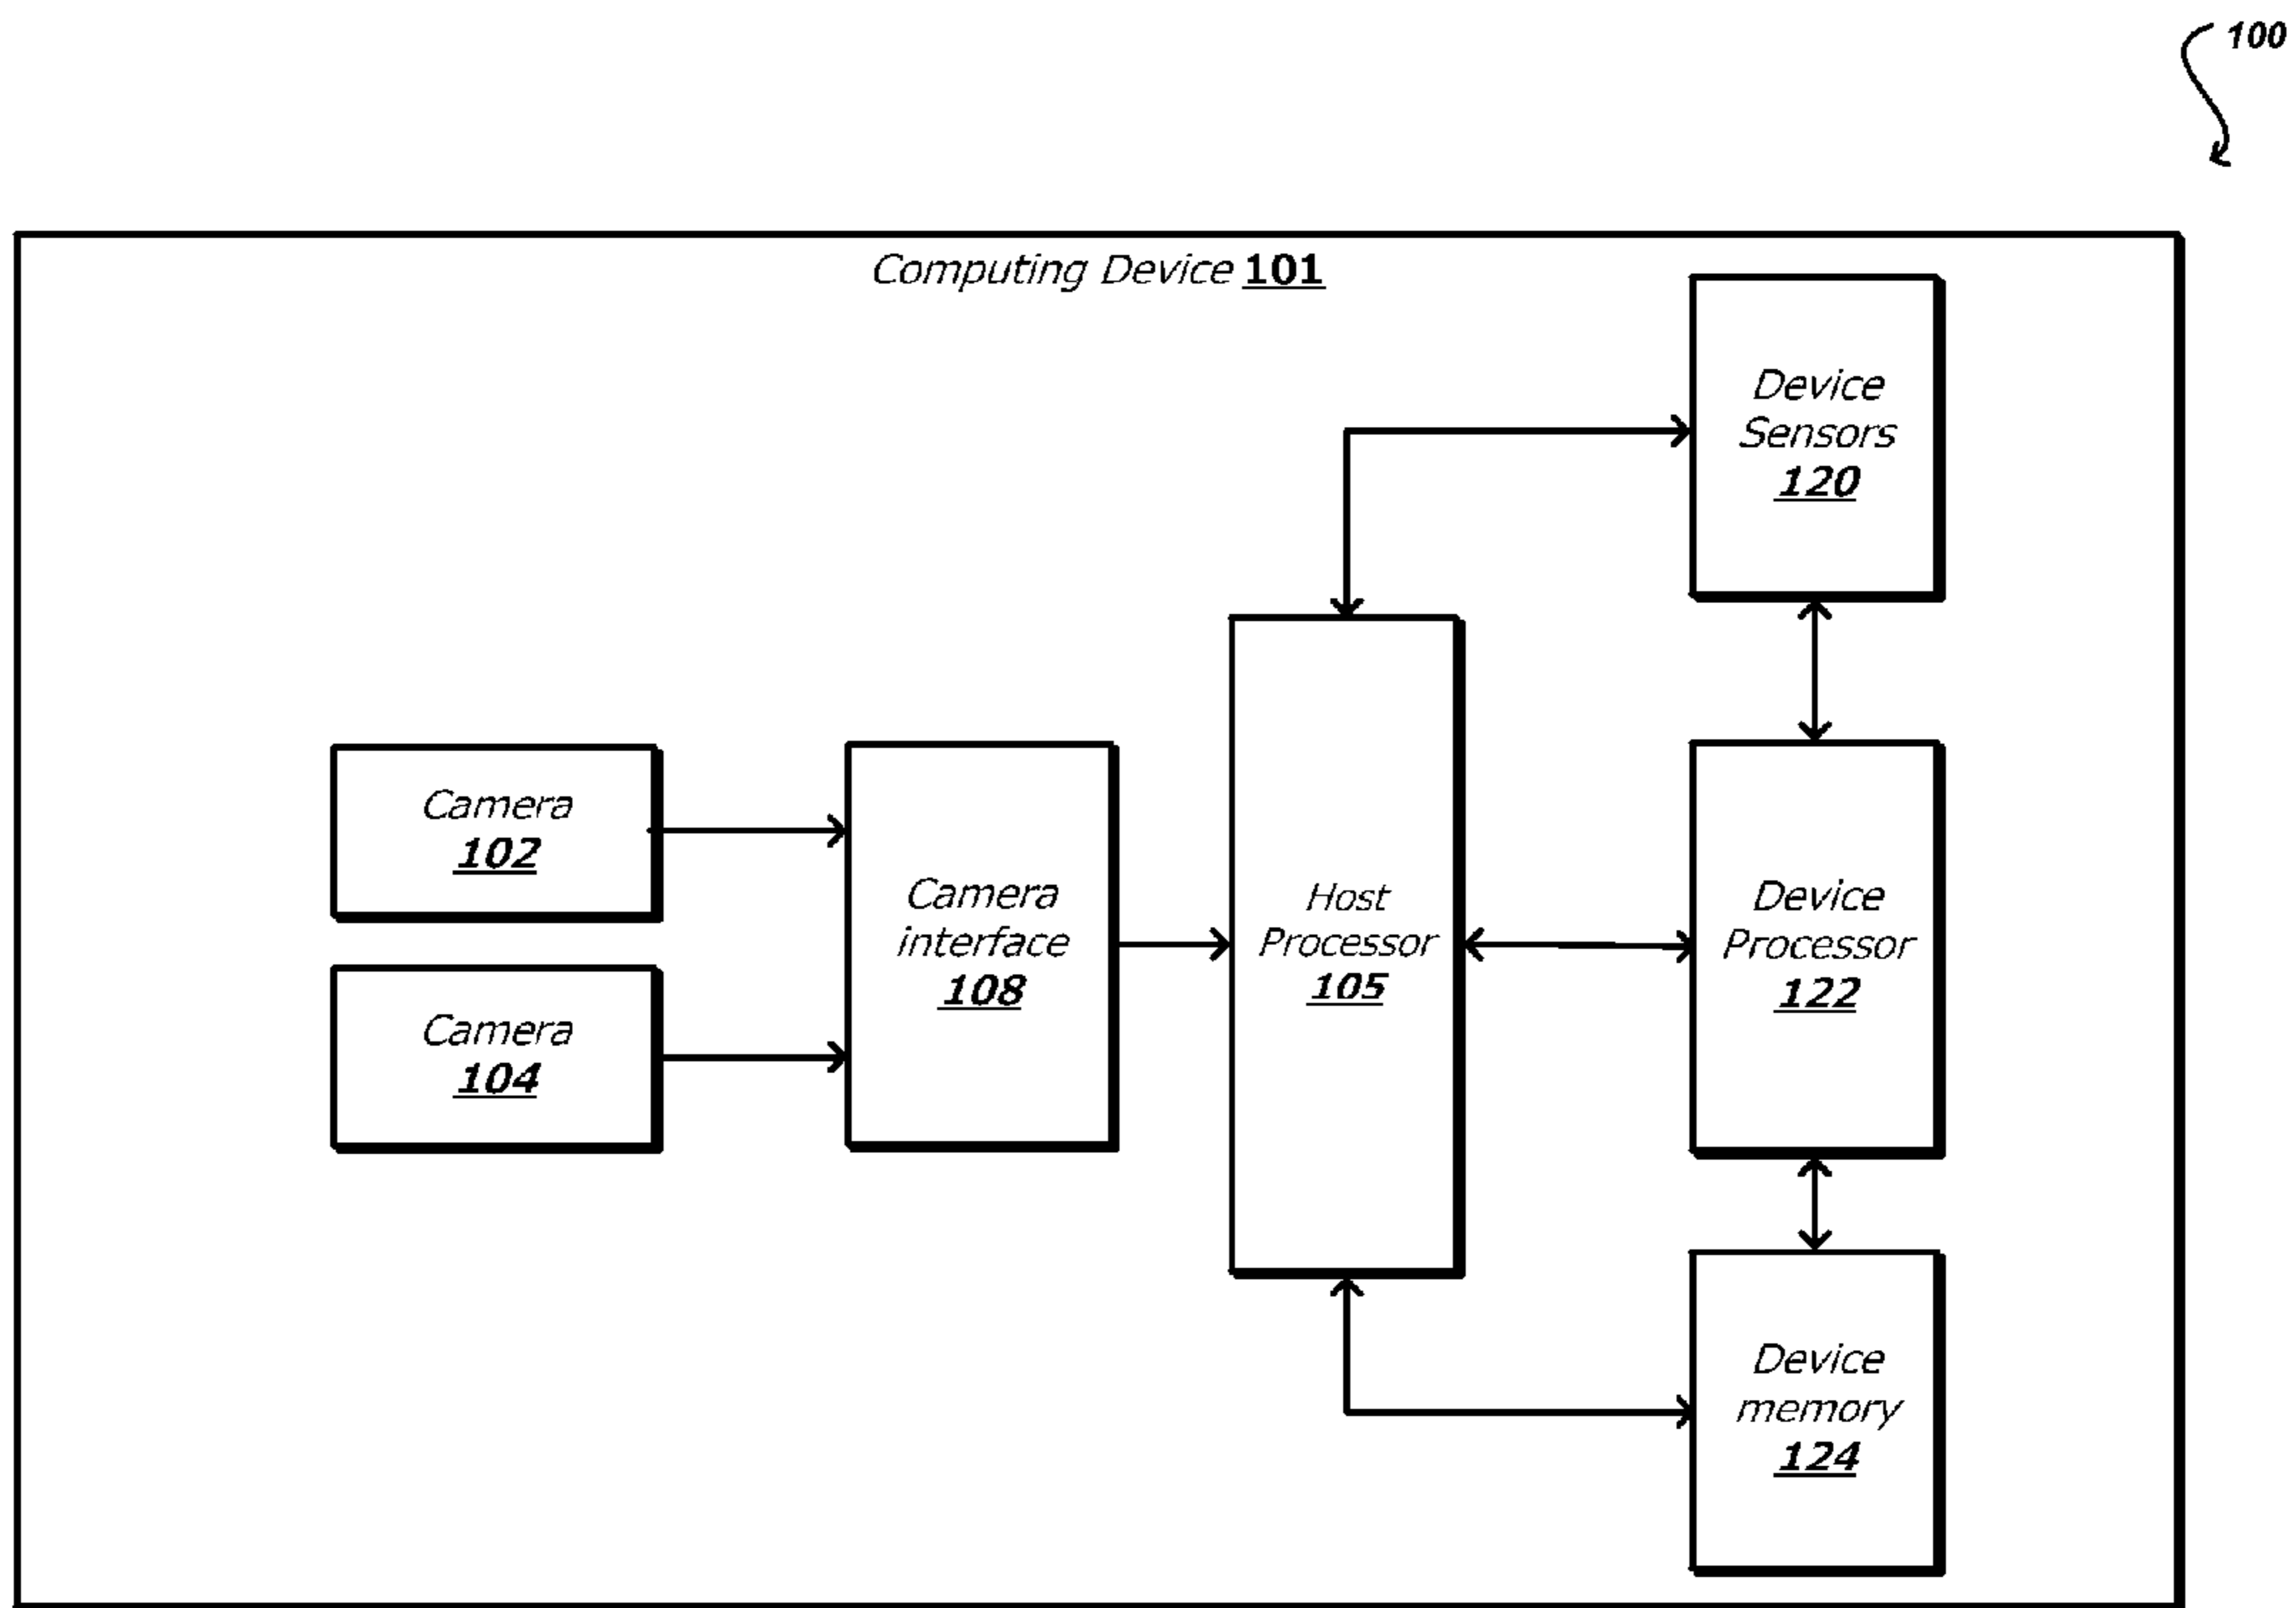 100
Computing Device 101
Device
Sensors
120
Camera
102
Camera
104
Camera
interface
108
Host
Processor
105
Device
Processor
122
Device
memory
124